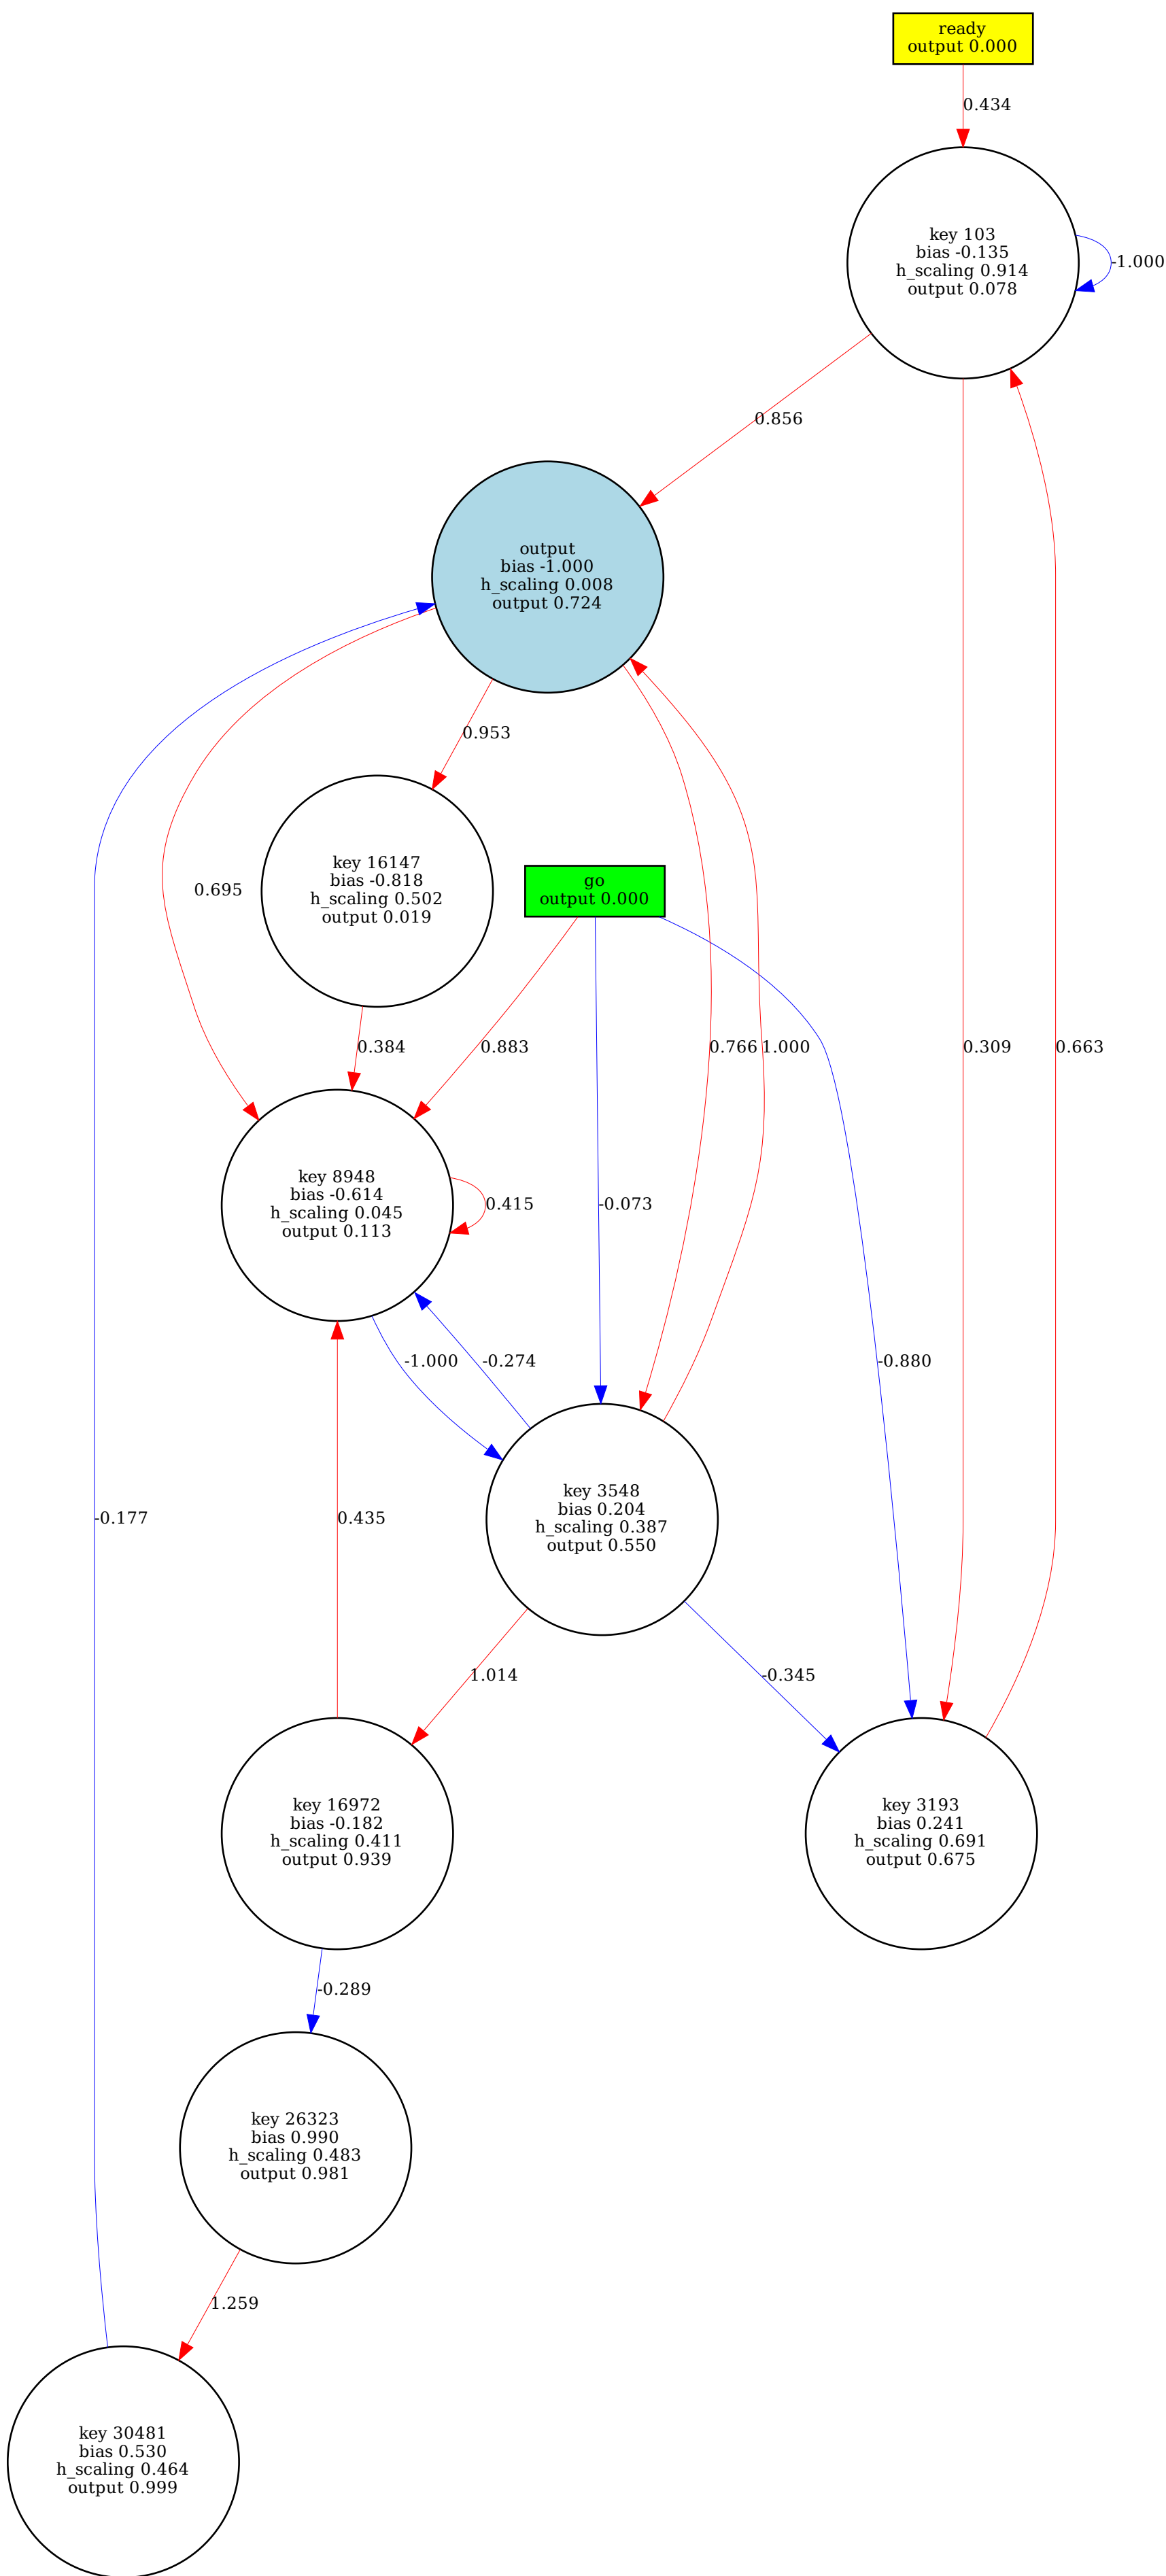 ready
output 0.000
0.434
key 103
bias -0.135
h_scaling 0.914
output 0.078
-1.000
0.856
output
bias -1.000
h_scaling 0.008
output 0.724
0.953
key 16147
bias -0.818
h_scaling 0.502
output 0.019
go
output 0.000
0.695
0.384
0.883
0.766
1.000
0.309
0.663
key 8948
bias -0.614
h_scaling 0.045
output 0.113
0.415
-0.073
-1.000
-0.274
-0.880
key 3548
bias 0.204
h_scaling 0.387
output 0.550
-0.177
0.435
1.014
-0.345
key 16972
bias -0.182
h_scaling 0.411
output 0.939
key 3193
bias 0.241
h_scaling 0.691
output 0.675
-0.289
key 26323
bias 0.990
h_scaling 0.483
output 0.981
1.259
key 30481
bias 0.530
h_scaling 0.464
output 0.999